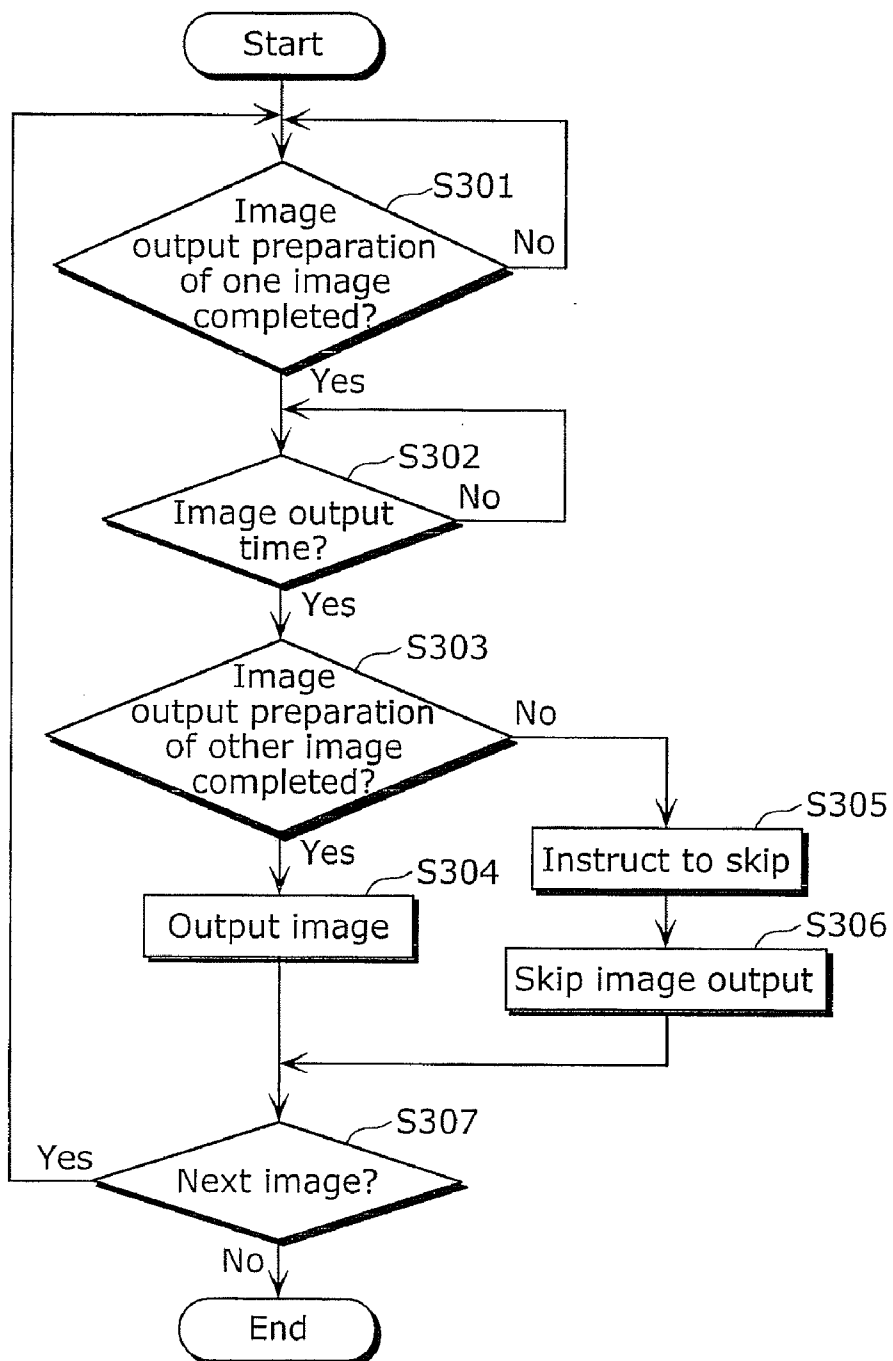 Start
S301
Image
output preparation
of one image
completed?
No
Yes
S302
No
Image output
time?
Yes
S303
Image
output preparation
of other image
completed?
No
Yes
S304
Output image
S305
Instruct to skip
S306
Skip image output
S307
Yes
Next image?
No
End